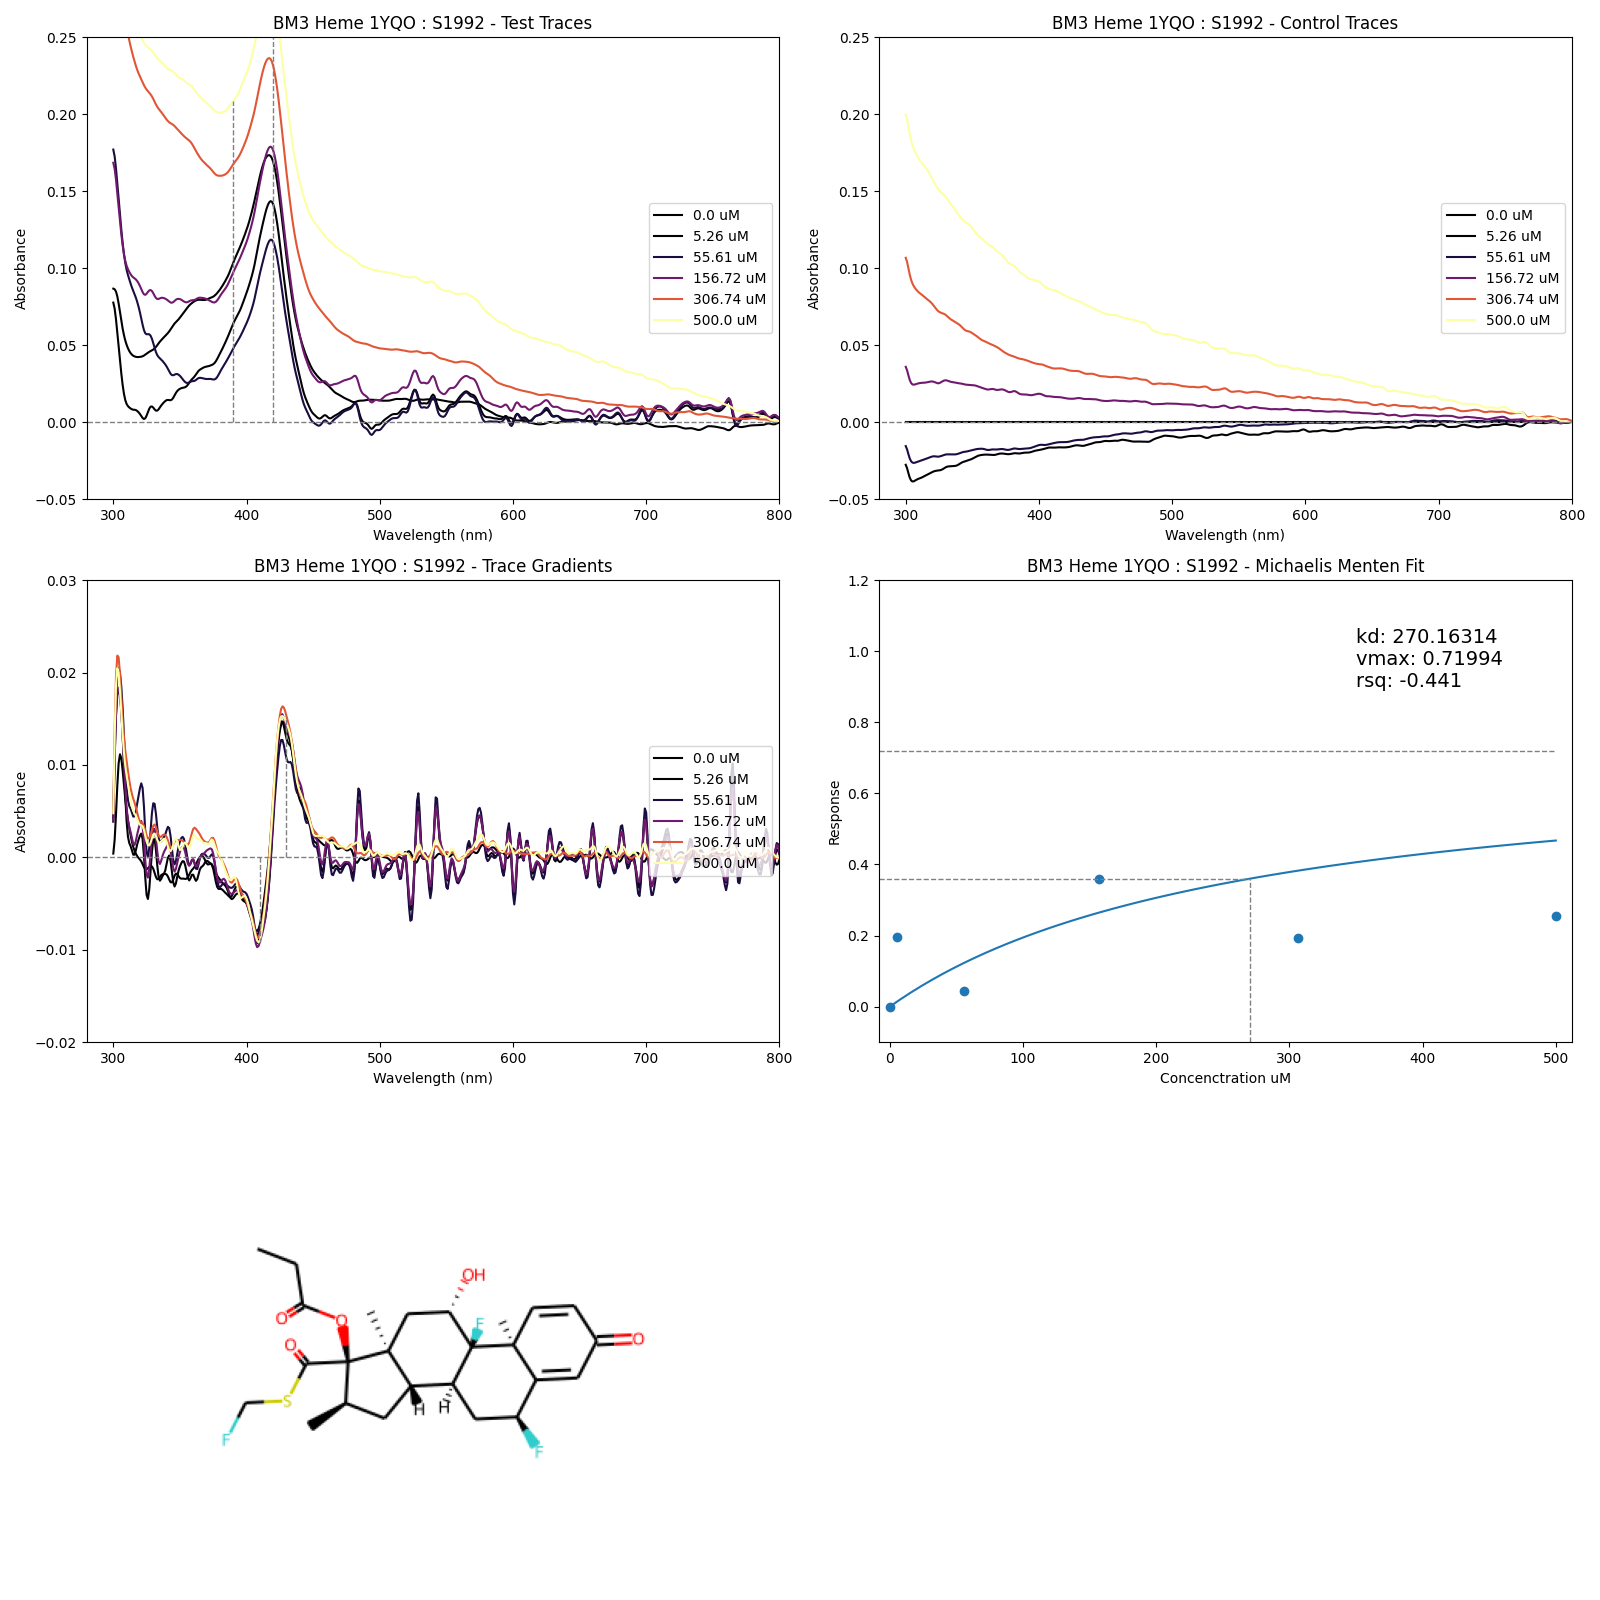 BM3 Heme 1YQO : S1992 - Test Traces
0.25
0.20
0.15
0.10
0.05
0.00
−0.05
Absorbance
300 400 500 600 700 800
Wavelength (nm)
0.0 uM
5.26 uM
55.61 uM
156.72 uM
306.74 uM
500.0 uM
BM3 Heme 1YQO : S1992 - Control Traces
0.25
0.20
0.15
0.10
0.05
0.00
−0.05
Absorbance
300 400 500 600 700 800
Wavelength (nm)
0.0 uM
5.26 uM
55.61 uM
156.72 uM
306.74 uM
500.0 uM
BM3 Heme 1YQO : S1992 - Trace Gradients
0.03
0.02
0.01
0.00
−0.01
−0.02
Absorbance
300 400 500 600 700 800
Wavelength (nm)
0.0 uM
5.26 uM
55.61 uM
156.72 uM
306.74 uM
500.0 uM
BM3 Heme 1YQO : S1992 - Michaelis Menten Fit
1.2
1.0
0.8
0.6
0.4
0.2
0.0
Response
0 100 200 300 400 500
Concenctration uM
kd: 270.16314
vmax: 0.71994
rsq: -0.441
OH
O
O
F
O
O
S
H
H
F
F